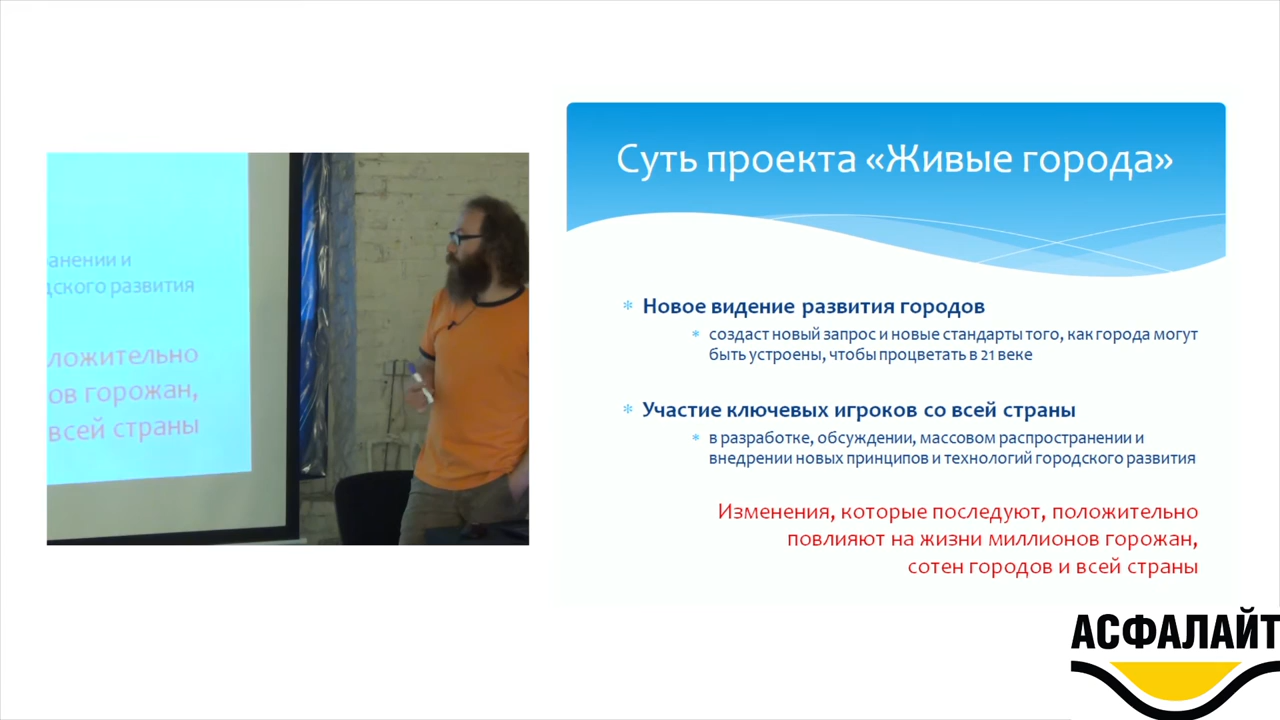 анении и
дского развития
ложительно
ов горожан,
всей страны
Суть проекта «Живые города»
Новое видение развития городов
создаст новый запрос и новые стандарты того, как города могут
быть устроены, чтобы процветать в 21 веке
Участие ключевых игроков со всей страны
в разработке, обсуждении, массовом распространении и
внедрении новых принципов и технологий городского развития
Изменения, которые последуют, положительно
повлияют на жизни миллионов горожан,
сотен городов и всей страны
АСФАЛАЙТ